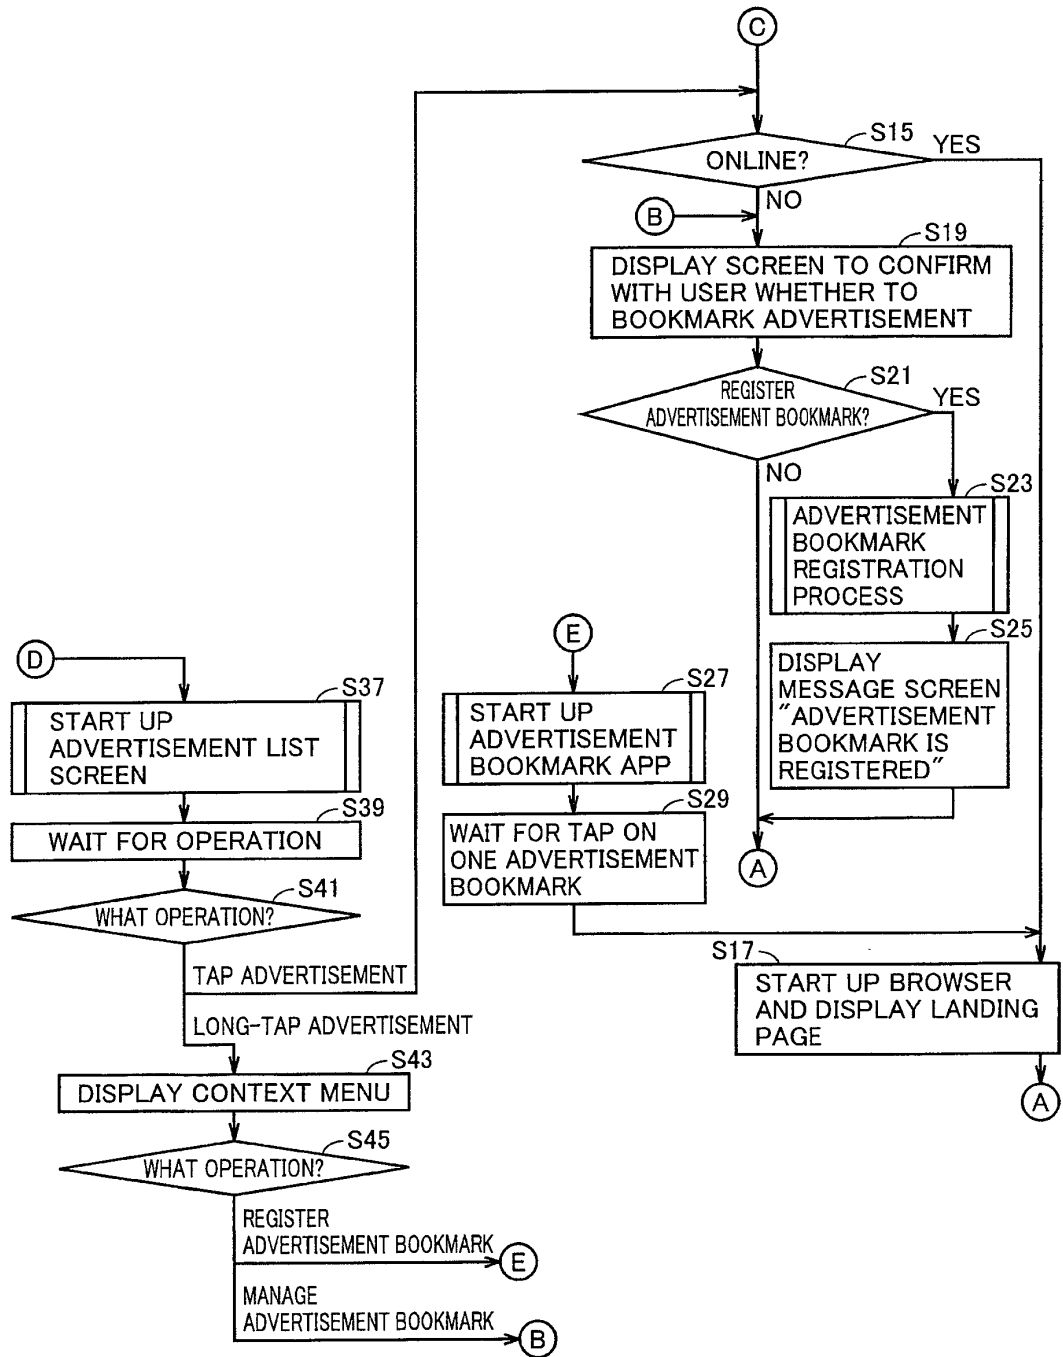 C
S15
ONLINE?
YES
NO
B
S19
DISPLAY SCREEN TO CONFIRM
WITH USER WHETHER TO
BOOKMARK ADVERTISEMENT
S21
REGISTER
ADVERTISEMENT BOOKMARK?
YES
NO
S23
ADVERTISEMENT
BOOKMARK
REGISTRATION
PROCESS
S25
DISPLAY
MESSAGE SCREEN
"ADVERTISEMENT
BOOKMARK IS
REGISTERED"
A
E
S27
START UP
ADVERTISEMENT
BOOKMARK APP
S29
WAIT FOR TAP ON
ONE ADVERTISEMENT
BOOKMARK
S17
START UP BROWSER
AND DISPLAY LANDING
PAGE
A
D
S37
START UP
ADVERTISEMENT LIST
SCREEN
S39
WAIT FOR OPERATION
S41
WHAT OPERATION?
TAP ADVERTISEMENT
LONG-TAP ADVERTISEMENT
S43
DISPLAY CONTEXT MENU
S45
WHAT OPERATION?
REGISTER
ADVERTISEMENT BOOKMARK
E
MANAGE
ADVERTISEMENT BOOKMARK
B